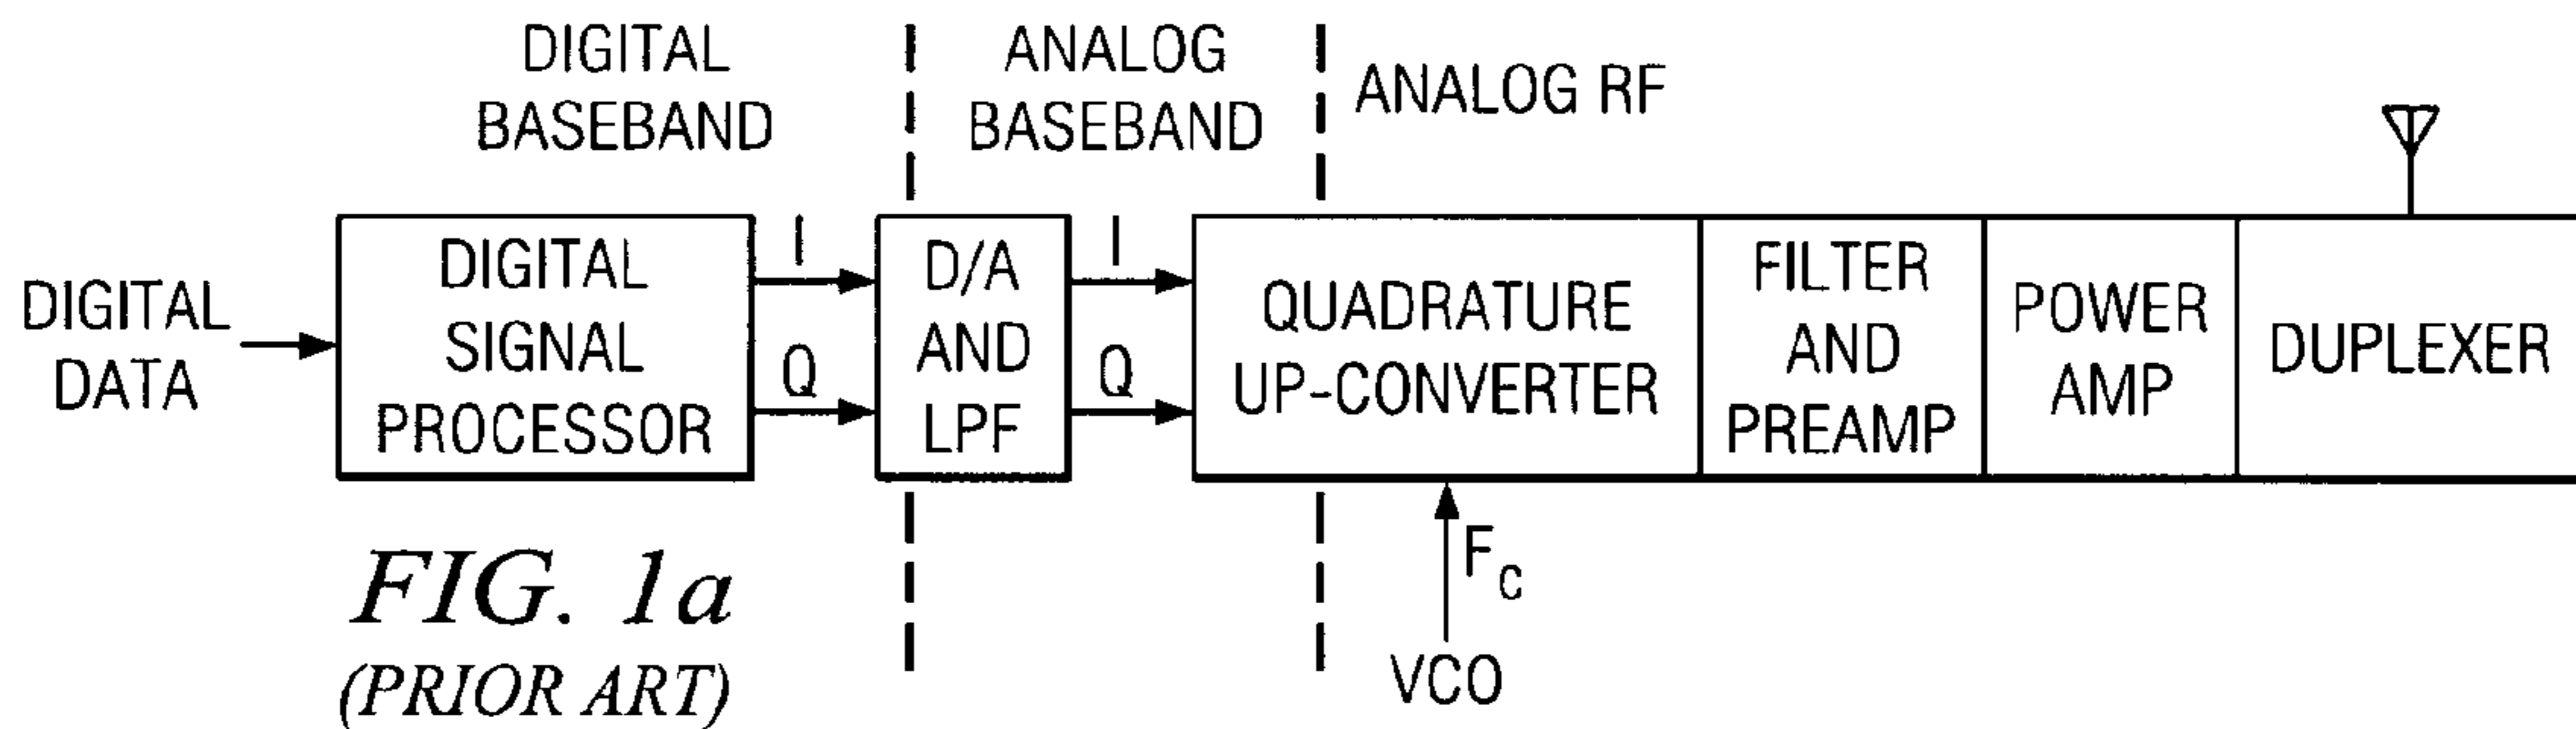 DIGITAL
BASEBAND
ANALOG
BASEBAND
ANALOG RF
DIGITAL
DATA
DIGITAL
SIGNAL
PROCESSOR
I
Q
D/A
AND
LPF
I
Q
QUADRATURE
UP-CONVERTER
FILTER
AND
PREAMP
POWER
AMP
DUPLEXER
FC
VCO
FIG. 1a
(PRIOR ART)